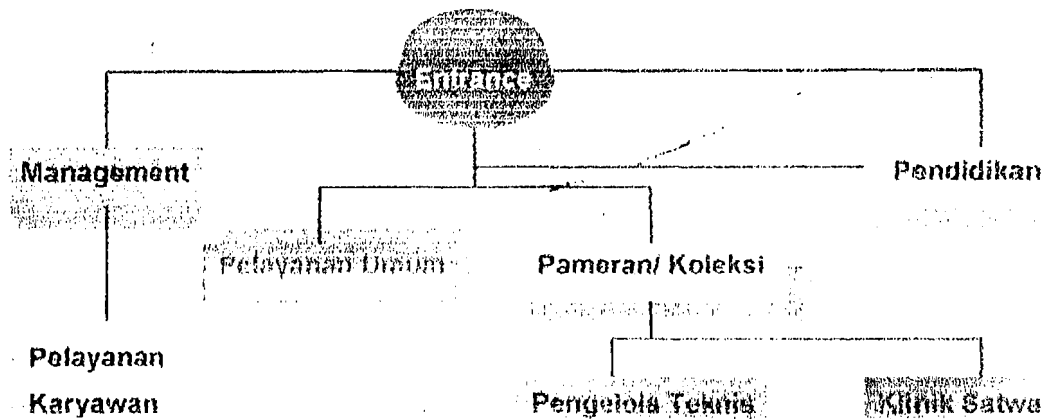 Entrance
Management
Pendidikan
Pelayanan Umum
Pameran/ Koleksi
Pelayanan
Karyawan
Pengelola Teknis
Klinik Satwa